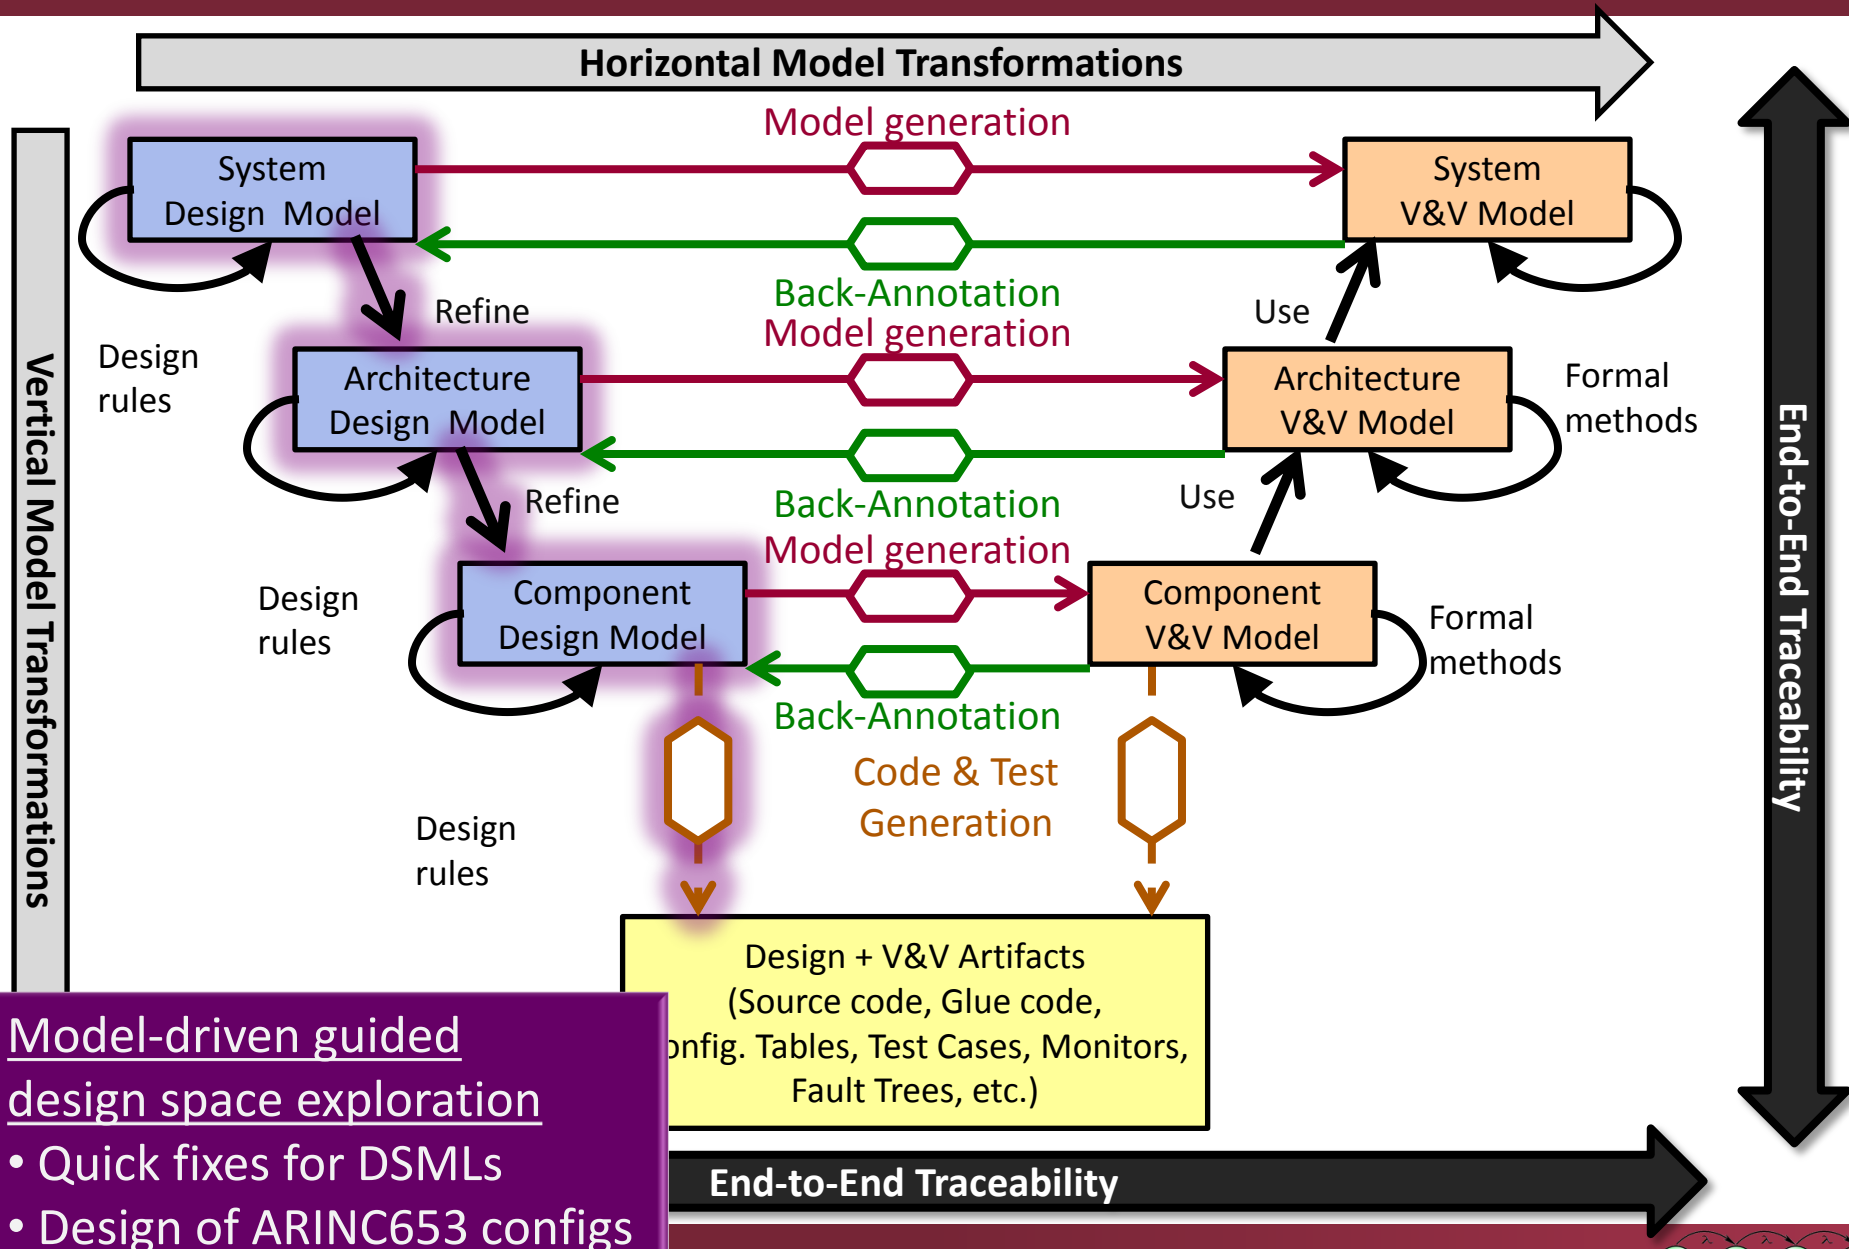 Horizontal Model Transformations
Model generation
System
Design Model
System
V&V Model
Back-Annotation
Refine
Use
Model generation
Design
rules
Architecture
Design Model
Architecture
V&V Model
Formal
methods
Back-Annotation
Refine
Use
Model generation
Design
rules
Component
Design Model
Component
V&V Model
Formal
methods
Back-Annotation
Code & Test
Generation
Design
rules
Vertical Model Transformations
End-to-End Traceability
Design + V&V Artifacts
(Source code, Glue code,
onfig. Tables, Test Cases, Monitors,
Fault Trees, etc.)
Model-driven guided
design space exploration
• Quick fixes for DSMLs
• Design of ARINC653 configs
End-to-End Traceability